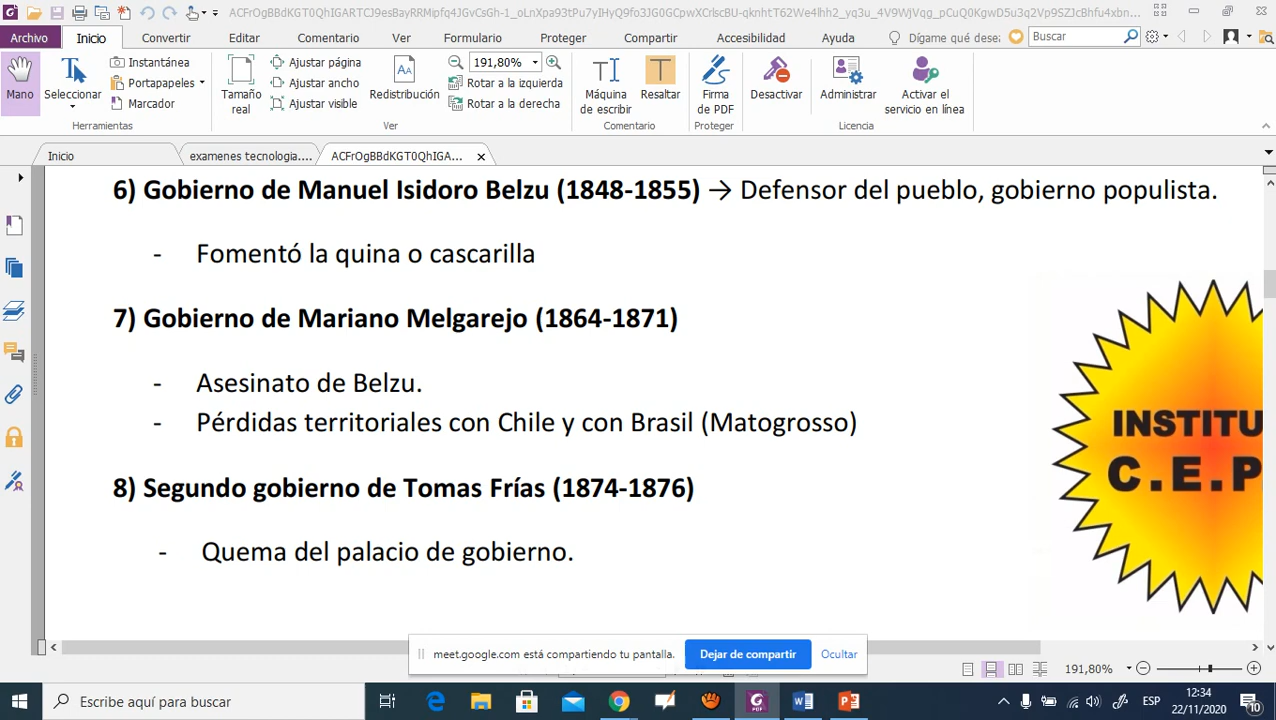 ACFrOgBBdKGT0QhIGARTCJ9esBayRRMipfq4JGs
Archivo
Inicio
Convertir
Editar
Comentario
Ver
Formulario
Proteger
Compartir
Accesibilidad
Ayuda
Dígame qué dese
Buscar
Mano
Seleccionar
Instantánea
Portapapeles
Marcador
Herramientas
Tamaño real
Ajustar página
Ajustar ancho
Ajustar visible
Redistribución
191,80%
Rotar a la izquierda
Rotar a la derecha
Ver
Máquina de escribir
Resaltar
Comentario
Firma de PDF
Proteger
Desactivar
Administrar
Activar el servicio en línea
Licencia
Inicio
examenes tecnologia....
ACFrOgBBdKGT0QhIGA...
6) Gobierno de Manuel Isidoro Belzu (1848-1855) → Defensor del pueblo, gobierno populista.
- Fomentó la quina o cascarilla
7) Gobierno de Mariano Melgarejo (1864-1871)
- Asesinato de Belzu.
- Pérdidas territoriales con Chile y con Brasil (Matogrosso)
8) Segundo gobierno de Tomas Frías (1874-1876)
- Quema del palacio de gobierno.
INSTITU
C.E.P
meet.google.com está compartiendo tu pantalla.
Dejar de compartir
Ocultar
191,80%
Escribe aquí para buscar
ESP
12:34
22/11/2020
10